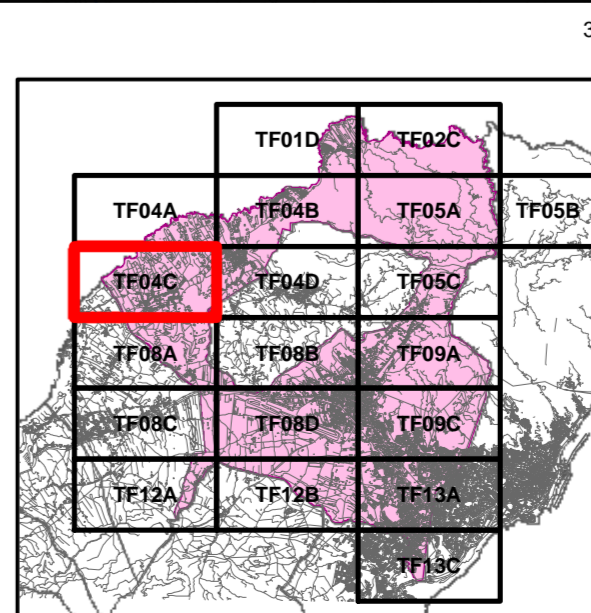 3
TF01D TF02C
TF04A TF04B TF05A TF05B
TF04C TF04D TF05C
TF08A TF08B TF09A
TF08C TF08D TF09C
TF12A TF12B TF13A
TF13C